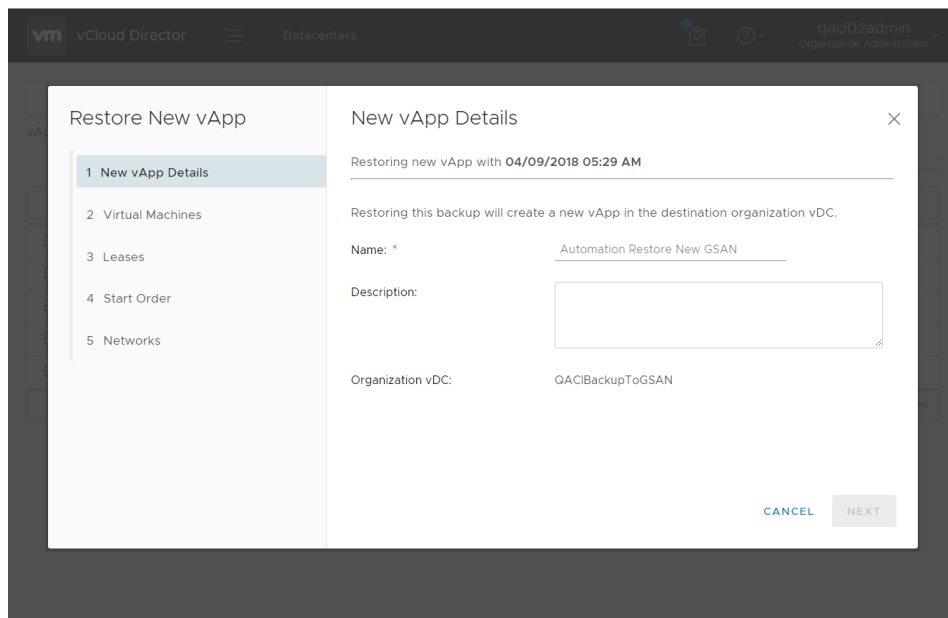 vm vCloud Director Datacenters qaci02admin
Organization Administrator
Restore New vApp
1 New vApp Details
2 Virtual Machines
3 Leases
4 Start Order
5 Networks
New vApp Details
Restoring new vApp with 04/09/2018 05:29 AM
Restoring this backup will create a new vApp in the destination organization vDC.
Name: * Automation Restore New GSAN
Description:
Organization vDC: QACIBackupToGSAN
CANCEL NEXT